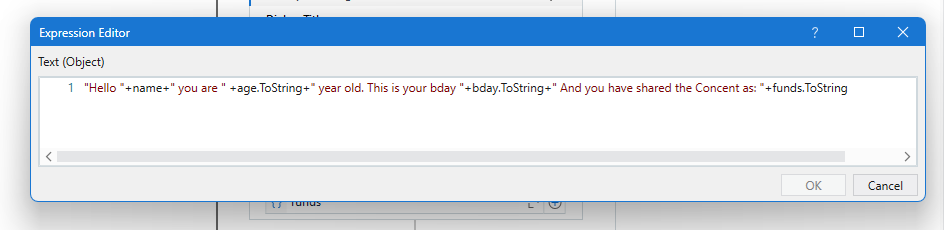 Expression Editor
?
Text (Object)
1 "Hello "+name+" you are " +age.ToString+" year old. This is your bday "+bday.ToString+" And you have shared the Concent as: "+funds.ToString
OK
Cancel
funds